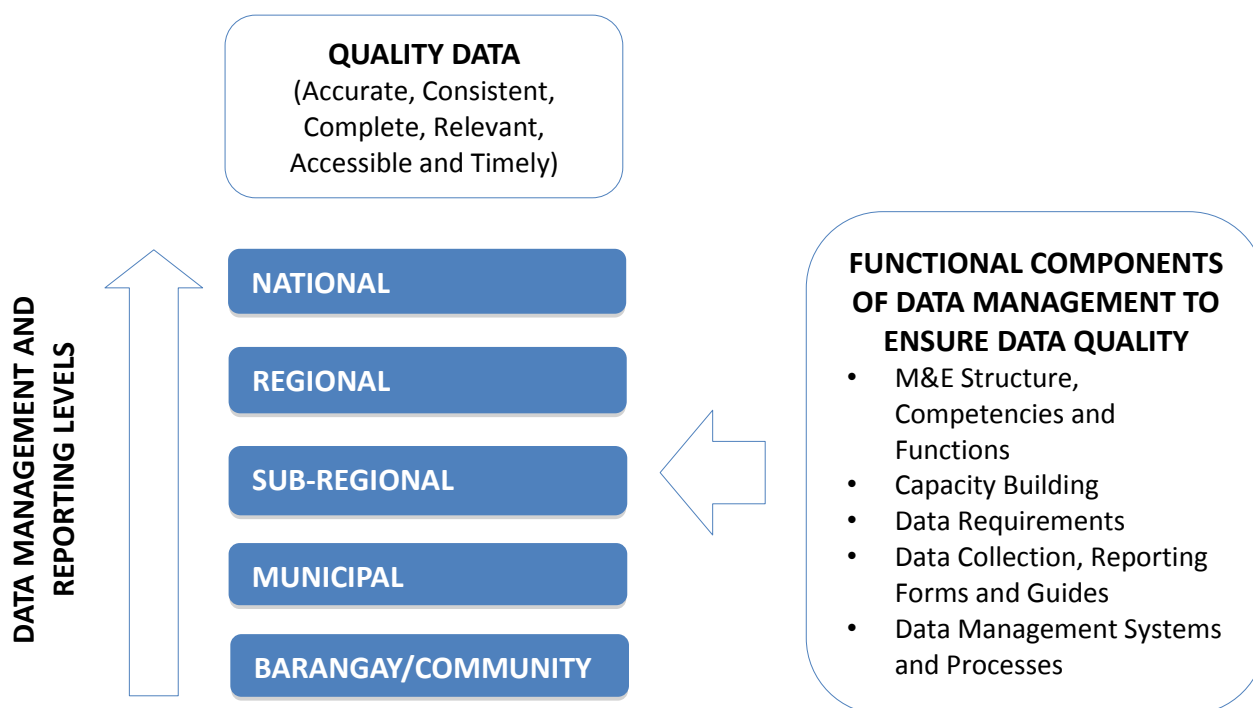 QUALITY DATA
(Accurate, Consistent,
Complete, Relevant,
Accessible and Timely)
DATA MANAGEMENT AND
REPORTING LEVELS
NATIONAL
REGIONAL
SUB-REGIONAL
MUNICIPAL
BARANGAY/COMMUNITY
FUNCTIONAL COMPONENTS
OF DATA MANAGEMENT TO
ENSURE DATA QUALITY
• M&E Structure,
Competencies and
Functions
• Capacity Building
• Data Requirements
• Data Collection, Reporting
Forms and Guides
• Data Management Systems
and Processes